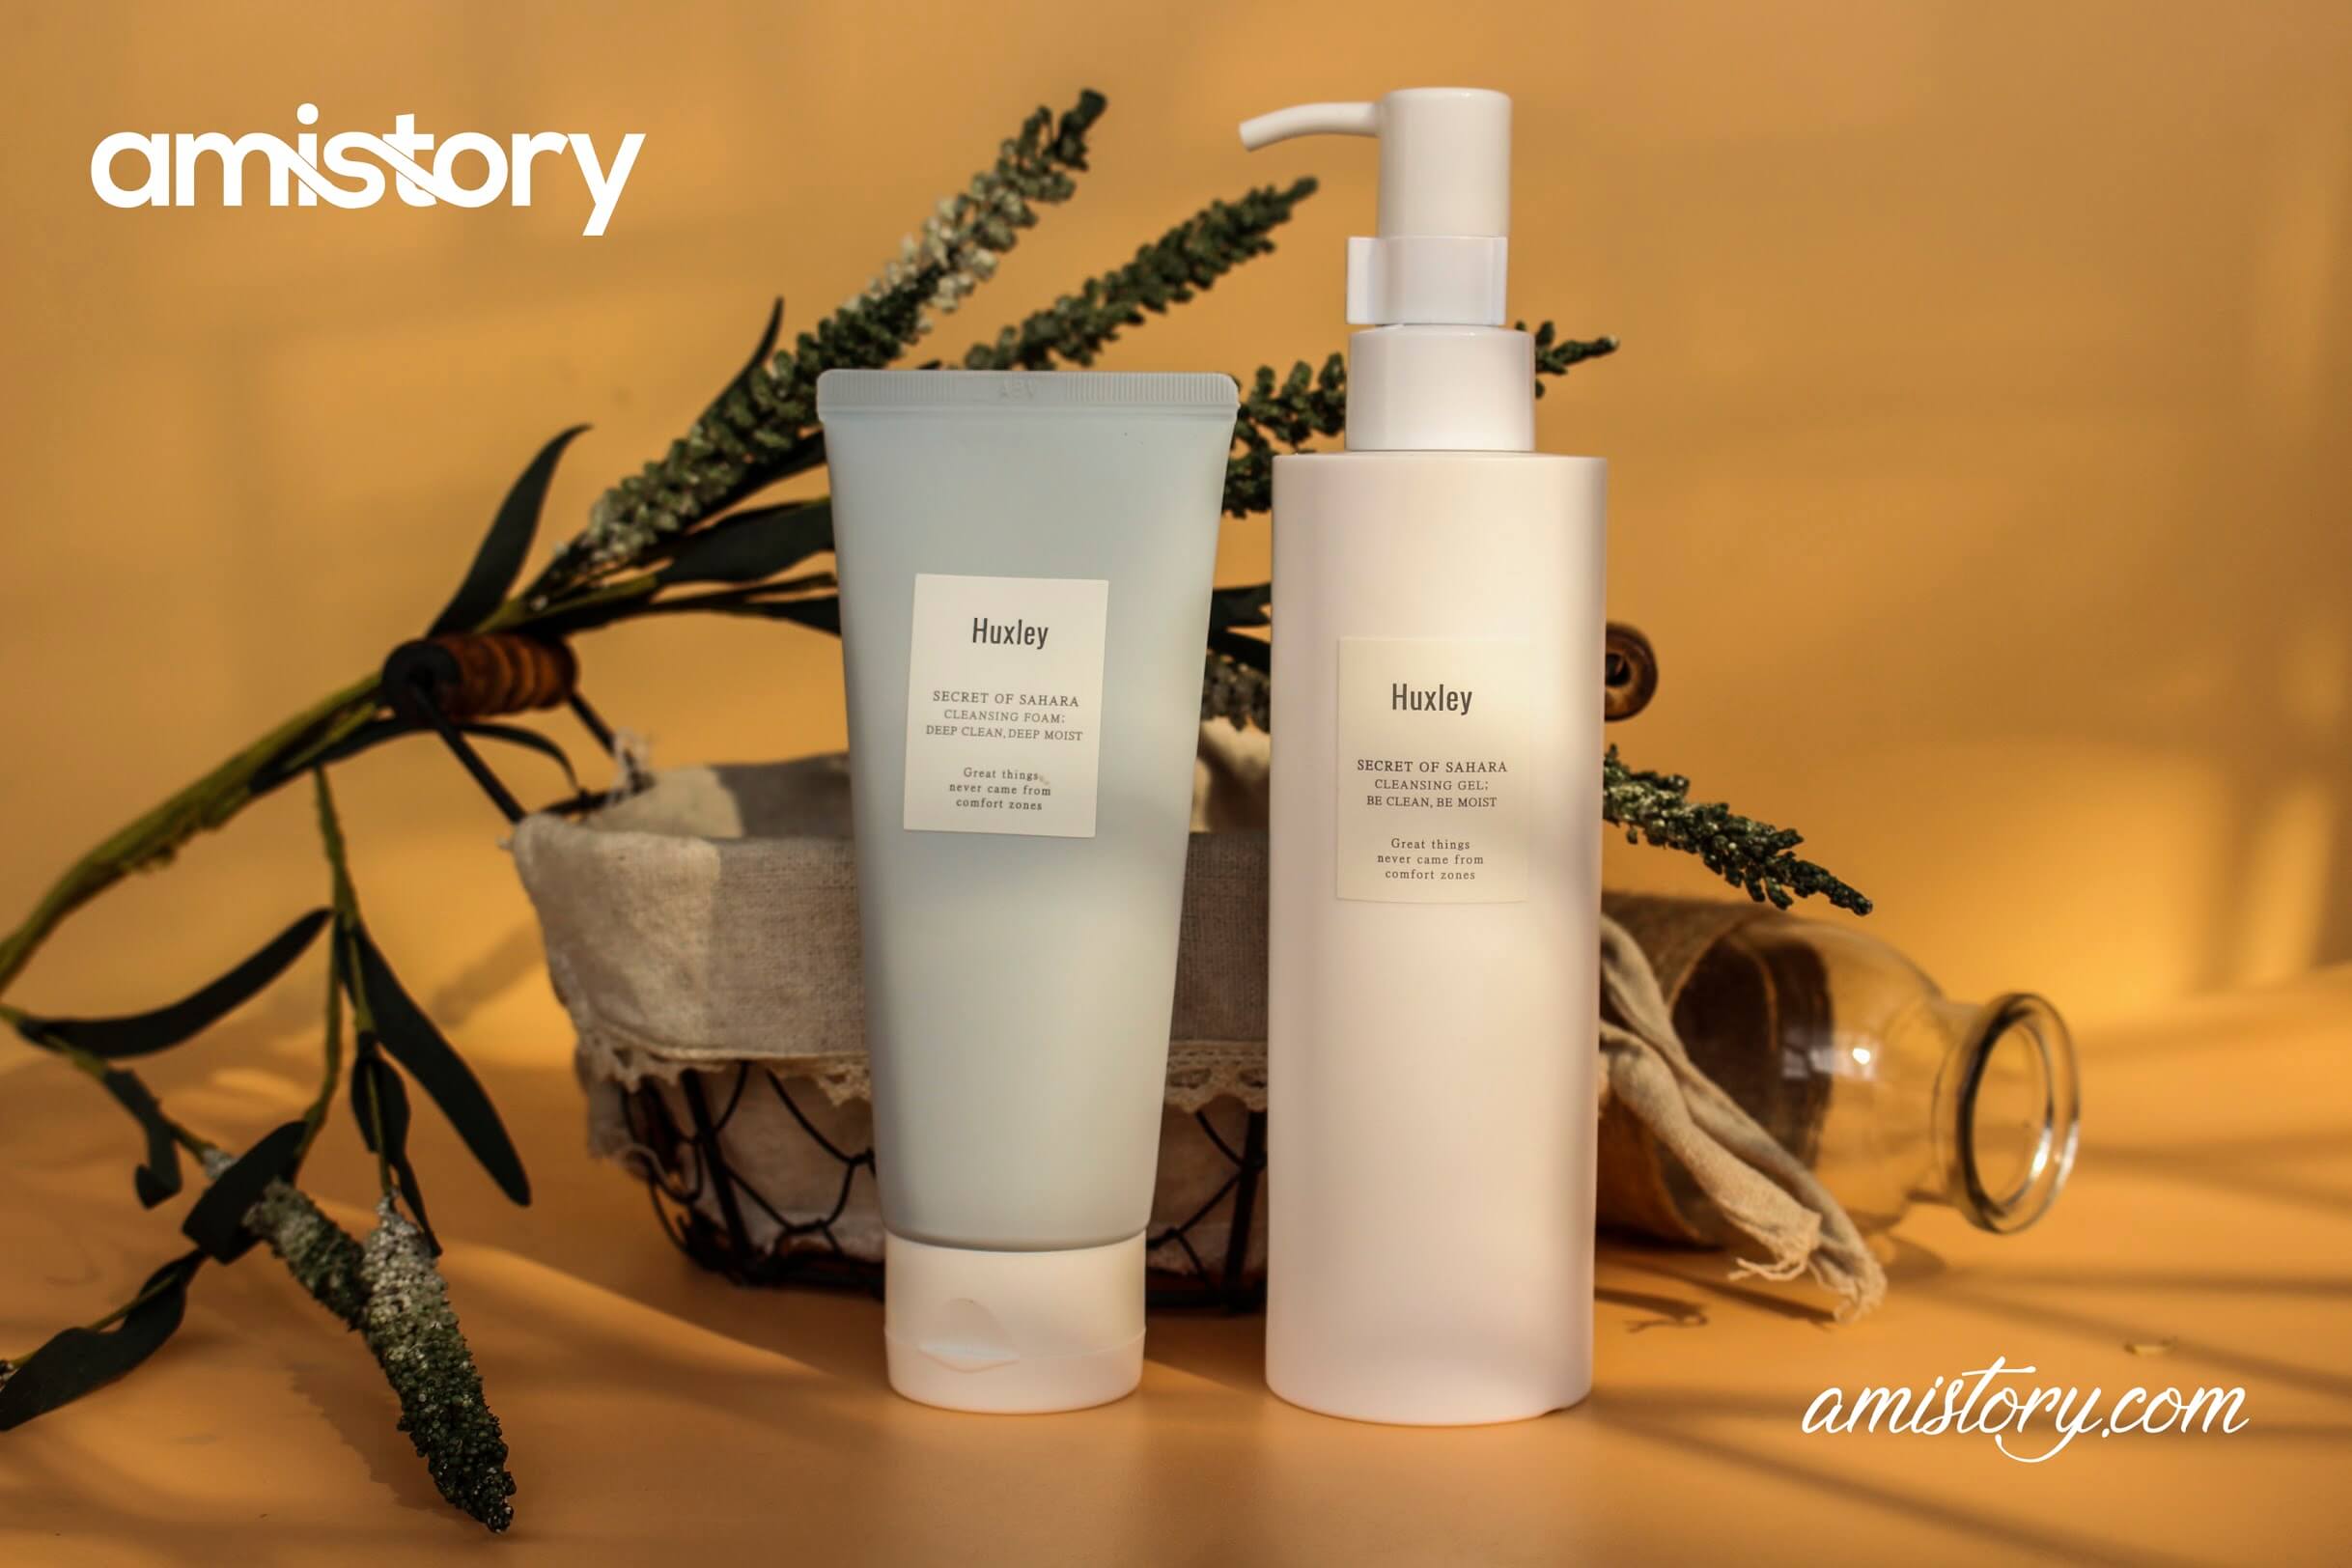 amistory
Huxley
SECRET OF SAHARA
CLEANSING FOAM;
DEEP CLEAN, DEEP MOIST
Great things
never came from
comfort zones
Huxley
SECRET OF SAHARA
CLEANSING GEL;
BE CLEAN, BE MOIST
Great things
never came from
comfort zones
amistory.com